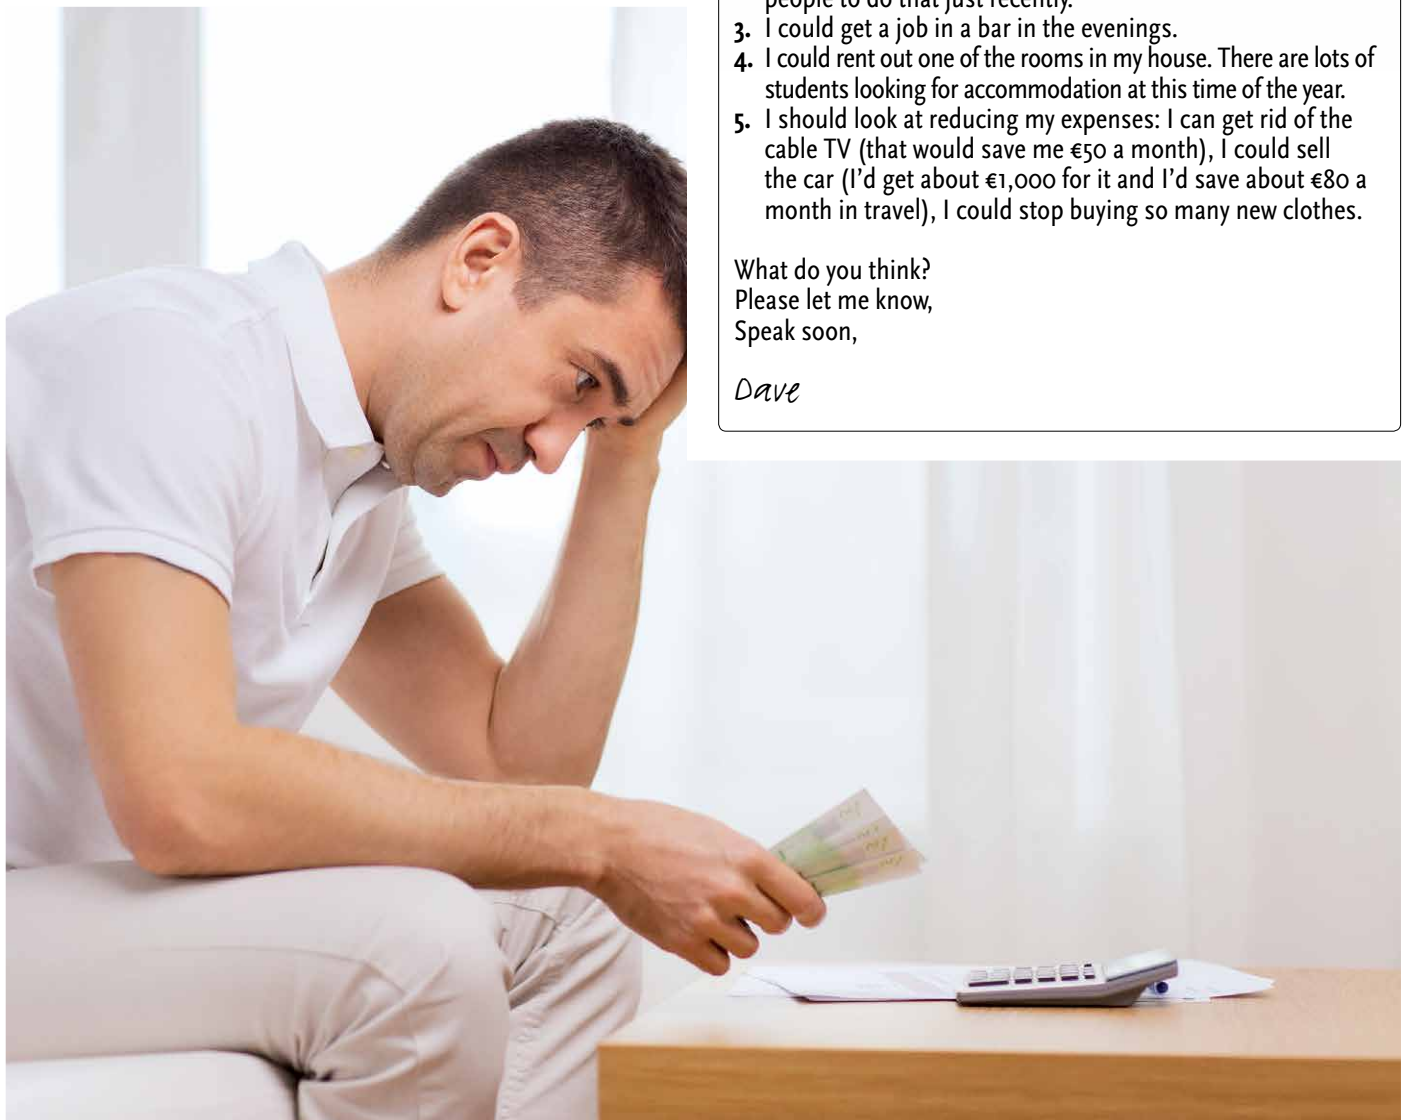 people to do that just recently.
3. I could get a job in a bar in the evenings.
4. I could rent out one of the rooms in my house. There are lots of
students looking for accommodation at this time of the year.
5. I should look at reducing my expenses: I can get rid of the
cable TV (that would save me €50 a month), I could sell
the car (I’d get about €1,000 for it and I’d save about €80 a
month in travel), I could stop buying so many new clothes.
What do you think?
Please let me know,
Speak soon,
Dave